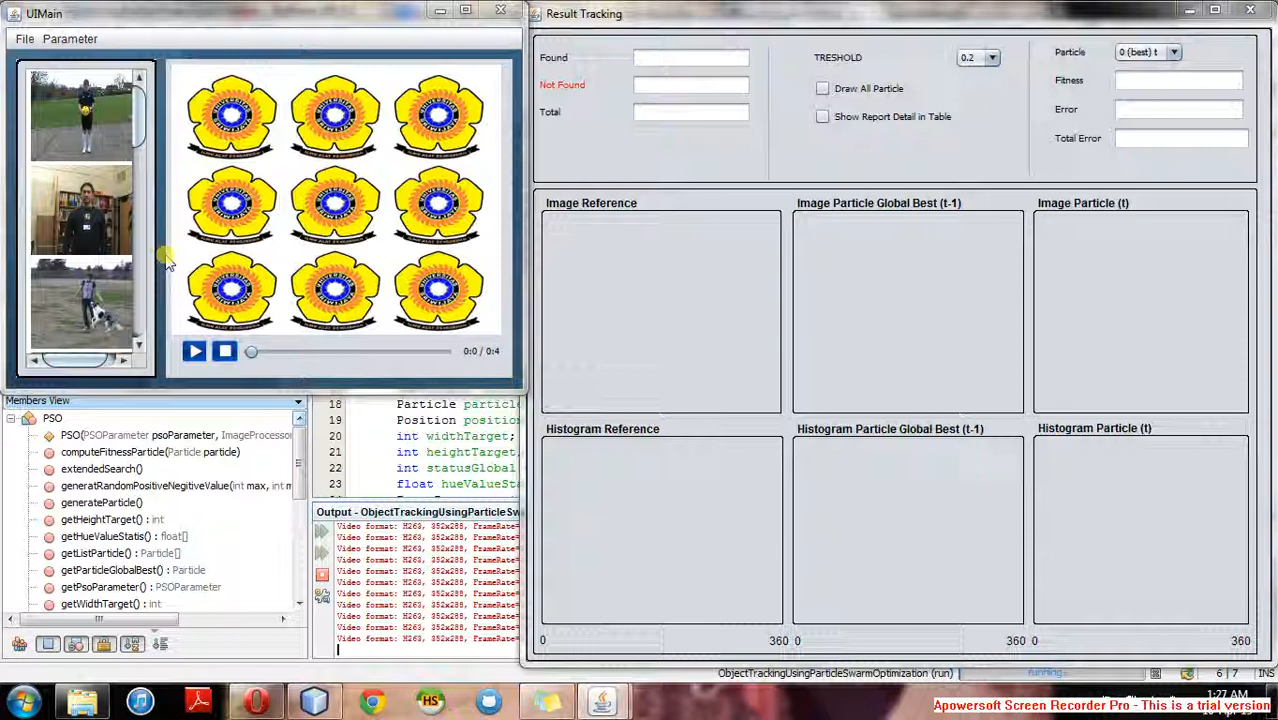 UIMain
File Parameter
0:0 / 0:4
Result Tracking
Found
Not Found
Total
TRESHOLD
0.2
Draw All Particle
Show Report Detail in Table
Particle
0 (best) t
Fitness
Error
Total Error
Image Reference
Image Particle Global Best (t-1)
Image Particle (t)
Histogram Reference
Histogram Particle Global Best (t-1)
Histogram Particle (t)
0 360 0 360 0 360
Members View
PSO
PSO(PSOParameter psoParameter, ImageProcessor
computeFitnessParticle(Particle particle)
extendedSearch()
generatRandomPositiveNegitiveValue(int max, int m
generateParticle()
getHeightTarget() : int
getHueValueStatis() : float[]
getListParticle() : Particle[]
getParticleGlobalBest() : Particle
getPsoParameter() : PSOParameter
getWidthTarget() : int
18 Particle particle
19 Position position
20 int widthTarget;
21 int heightTarget;
22 int statusGlobal
23 float hueValueSta
Output - ObjectTrackingUsingParticleSw
Video format: H263, 352x288, FrameRate=
Video format: H263, 352x288, FrameRate=
Video format: H263, 352x288, FrameRate=
Video format: H263, 352x288, FrameRate=
Video format: H263, 352x288, FrameRate=
Video format: H263, 352x288, FrameRate=
Video format: H263, 352x288, FrameRate=
Video format: H263, 352x288, FrameRate=
Video format: H263, 352x288, FrameRate=
Video format: H263, 352x288, FrameRate=
Video format: H263, 352x288, FrameRate=
ObjectTrackingUsingParticleSwarmOptimization (run)
running...
6 | 7 INS
HS
1:27 AM
Apowersoft Screen Recorder Pro - This is a trial version